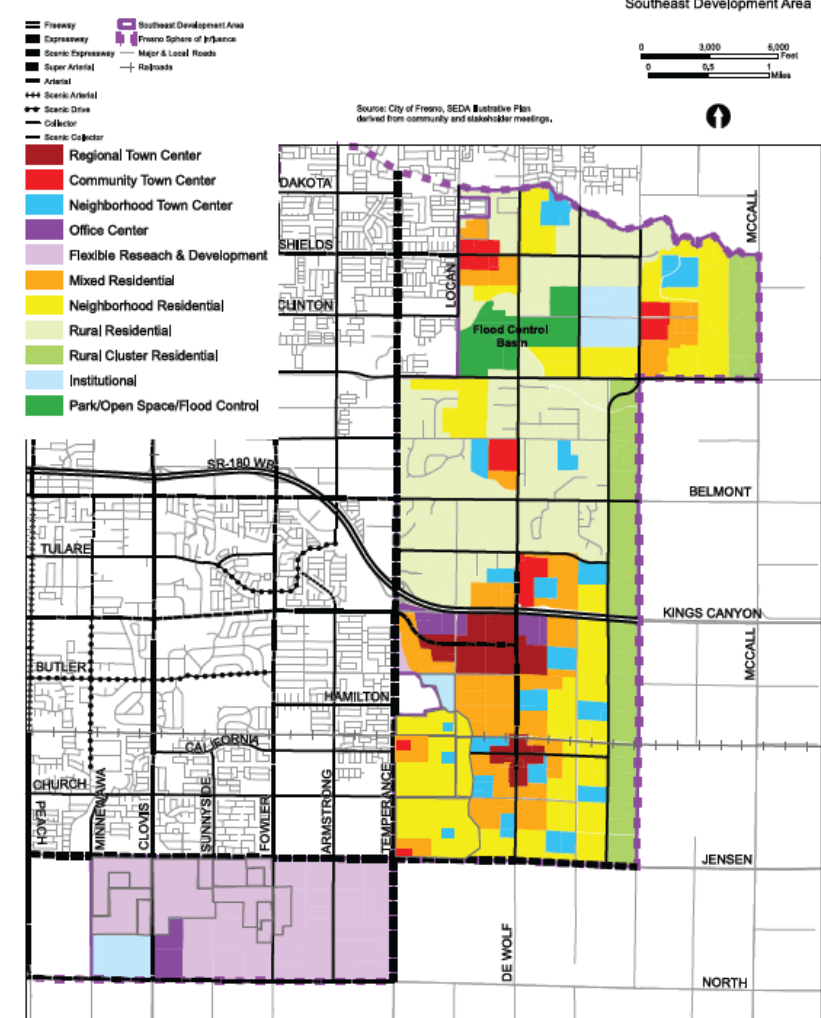 Southeast Development Area
Freeway
Expressway
Scenic Expressway
Super Arterial
Arterial
Scenic Arterial
Scenic Drive
Collector
Scenic Collector
Southeast Development Area
Fresno Sphere of Influence
Major & Local Roads
Railroads
0 3,000 6,000
Feet
0 0.5 1
Miles
Source: City of Fresno, SEDA Illustrative Plan
derived from community and stakeholder meetings.
Regional Town Center
Community Town Center
Neighborhood Town Center
Office Center
Flexible Reseach & Development
Mixed Residential
Neighborhood Residential
Rural Residential
Rural Cluster Residential
Institutional
Park/Open Space/Flood Control
DAKOTA
SHIELDS
CLINTON
LOCAN
MCCALL
Flood Control
Basin
SR-180 WB
BELMONT
TULARE
KINGS CANYON
BUTLER
MCCALL
HAMILTON
CALIFORNIA
CHURCH
PEACH
MINNEWAWA
CLOVIS
SUNNYSIDE
FOWLER
ARMSTRONG
TEMPERANCE
JENSEN
DE WOLF
NORTH